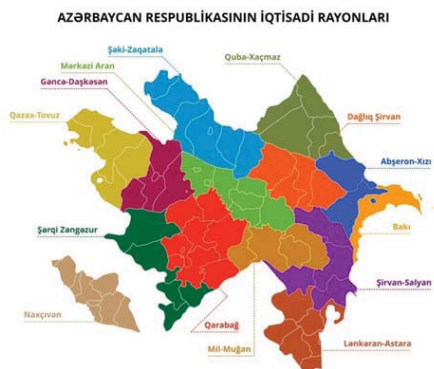 AZƏRBAYCAN RESPUBLİKASININ İQTİSADİ RAYONLARI
Şəki-Zaqatala
Quba-Xaçmaz
Mərkəzi Aran
Gəncə-Daşkəsən
Qazax-Tovuz
Dağlıq Şirvan
Abşeron-Xızı
Bakı
Şərqi Zəngəzur
Şirvan-Salyan
Naxçıvan
Qarabağ
Mil-Muğan
Lənkəran-Astara